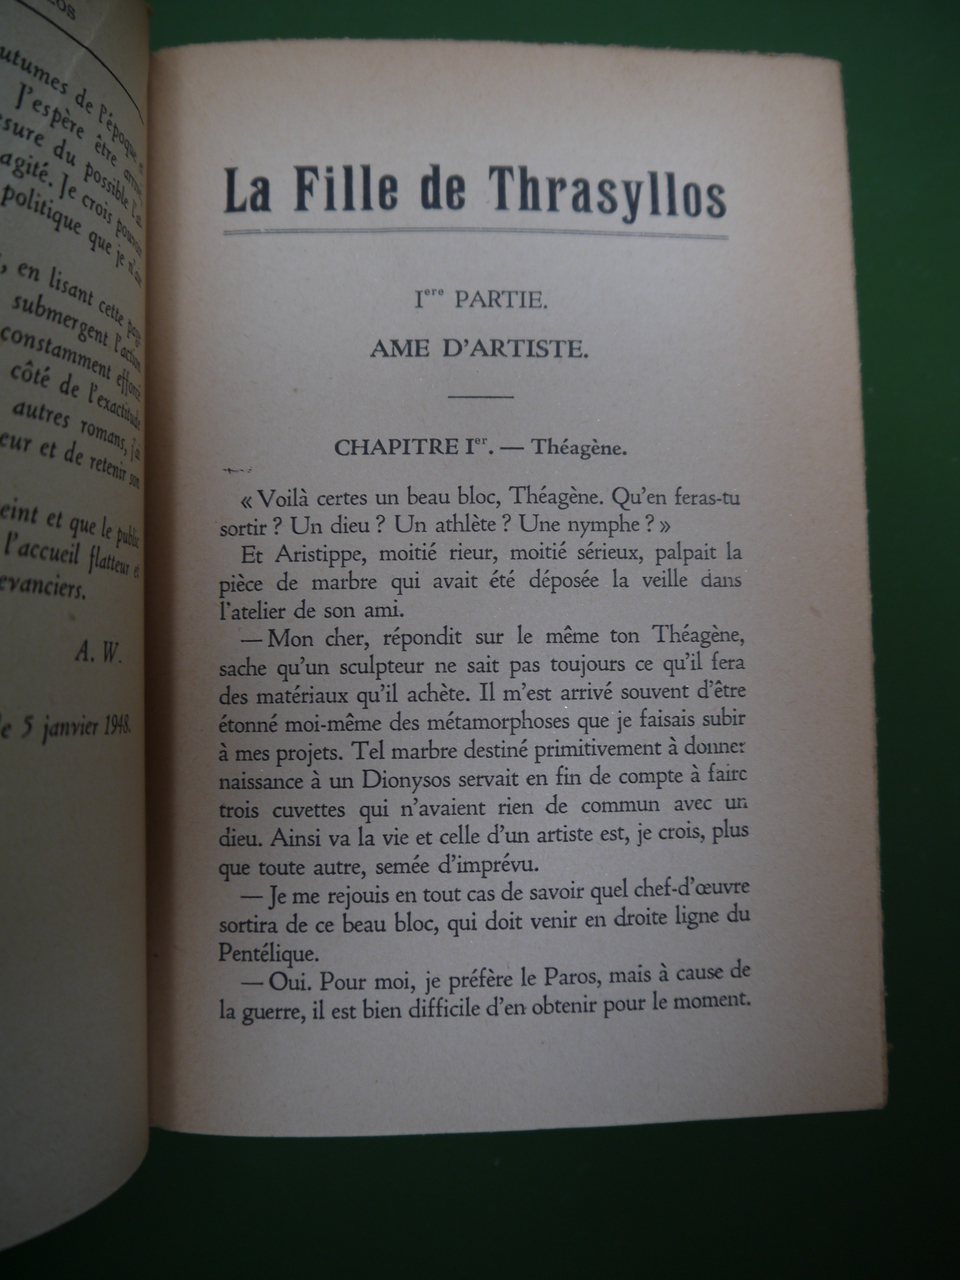 LOS
utumes de l'époque, et
J'espère être arrivé,
sure du possible l'at-
agité. Je crois pouvoir
politique que je n'ai
, en lisant cette page
submergent l'action
constamment efforcé
côté de l'exactitude
autres romans, j'ai
eur et de retenir son
eint et que le public
l'accueil flatteur et
evanciers.
A. W.
e 5 janvier 1948.
La Fille de Thrasyllos
Iere PARTIE.
AME D'ARTISTE.
CHAPITRE Ier. — Théagène.
« Voilà certes un beau bloc, Théagène. Qu'en feras-tu
sortir ? Un dieu ? Un athlète ? Une nymphe ? »
Et Aristippe, moitié rieur, moitié sérieux, palpait la
pièce de marbre qui avait été déposée la veille dans
l'atelier de son ami.
— Mon cher, répondit sur le même ton Théagène,
sache qu'un sculpteur ne sait pas toujours ce qu'il fera
des matériaux qu'il achète. Il m'est arrivé souvent d'être
étonné moi-même des métamorphoses que je faisais subir
à mes projets. Tel marbre destiné primitivement à donner
naissance à un Dionysos servait en fin de compte à faire
trois cuvettes qui n'avaient rien de commun avec un
dieu. Ainsi va la vie et celle d'un artiste est, je crois, plus
que toute autre, semée d'imprévu.
— Je me rejouis en tout cas de savoir quel chef-d'œuvre
sortira de ce beau bloc, qui doit venir en droite ligne du
Pentélique.
— Oui. Pour moi, je préfère le Paros, mais à cause de
la guerre, il est bien difficile d'en obtenir pour le moment.